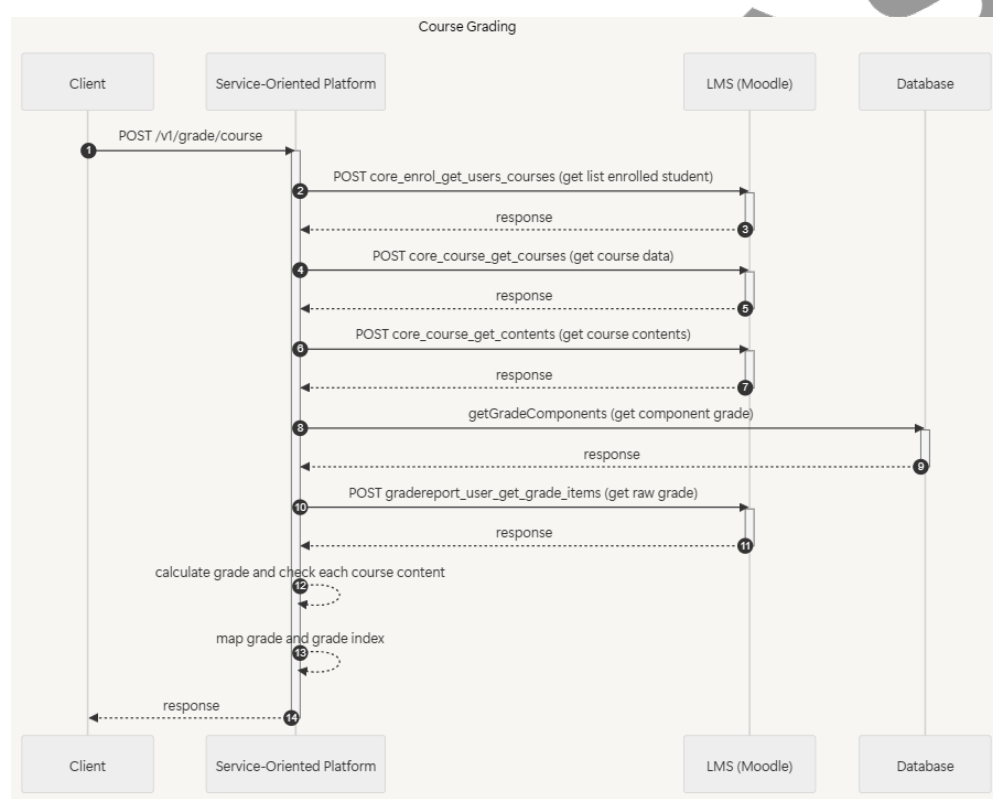 Course Grading
Client
Service-Oriented Platform
LMS (Moodle)
Database
POST /v1/grade/course
1
POST core_enrol_get_users_courses (get list enrolled student)
2
response
3
POST core_course_get_courses (get course data)
4
response
5
POST core_course_get_contents (get course contents)
6
response
7
getGradeComponents (get component grade)
8
response
9
POST gradereport_user_get_grade_items (get raw grade)
10
response
11
calculate grade and check each course content
12
map grade and grade index
13
response
14
Client
Service-Oriented Platform
LMS (Moodle)
Database